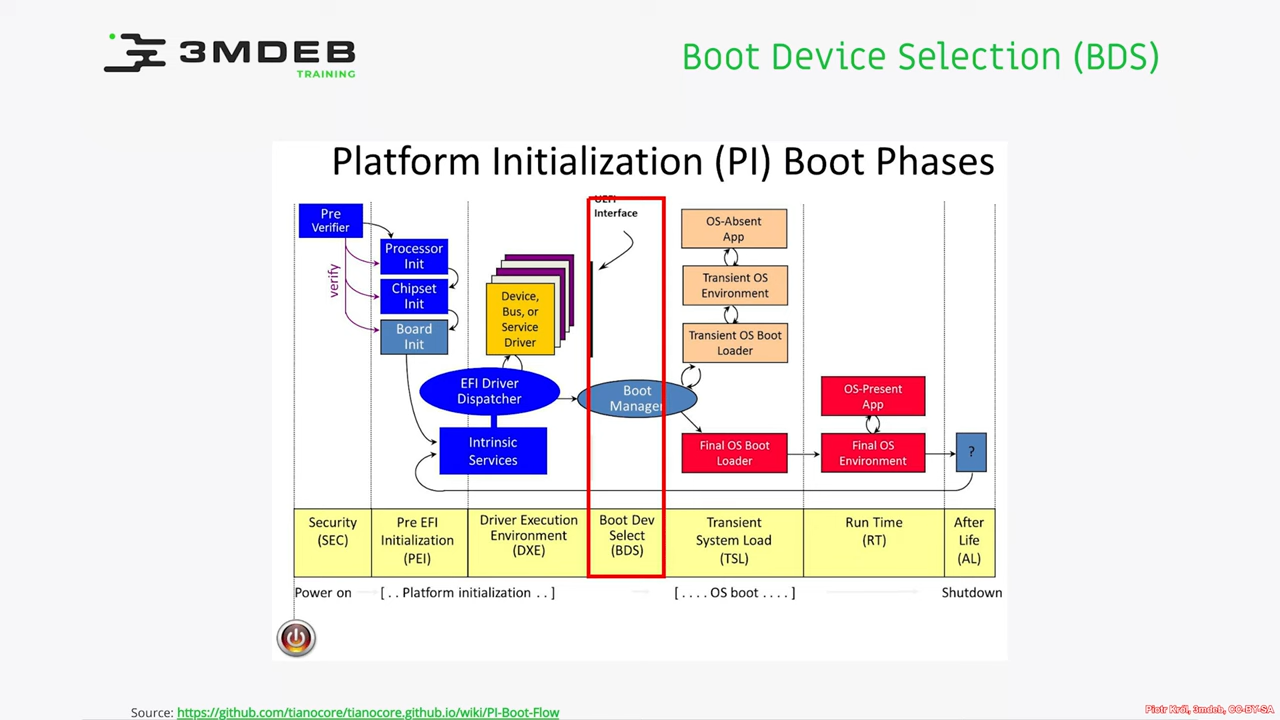 3MDEB
TRAINING
Boot Device Selection (BDS)
Platform Initialization (PI) Boot Phases
Pre
Verifier
verify
Processor
Init
Chipset
Init
Board
Init
Device,
Bus, or
Service
Driver
EFI Driver
Dispatcher
Intrinsic
Services
UEFI
Interface
Boot
Manager
OS-Absent
App
Transient OS
Environment
Transient OS Boot
Loader
Final OS Boot
Loader
OS-Present
App
Final OS
Environment
?
Security
(SEC)
Pre EFI
Initialization
(PEI)
Driver Execution
Environment
(DXE)
Boot Dev
Select
(BDS)
Transient
System Load
(TSL)
Run Time
(RT)
After
Life
(AL)
Power on
[ . . Platform initialization . . ]
[ . . . . OS boot . . . . ]
Shutdown
Source: https://github.com/tianocore/tianocore.github.io/wiki/PI-Boot-Flow
Piotr Król, 3mdeb, CC-BY-SA